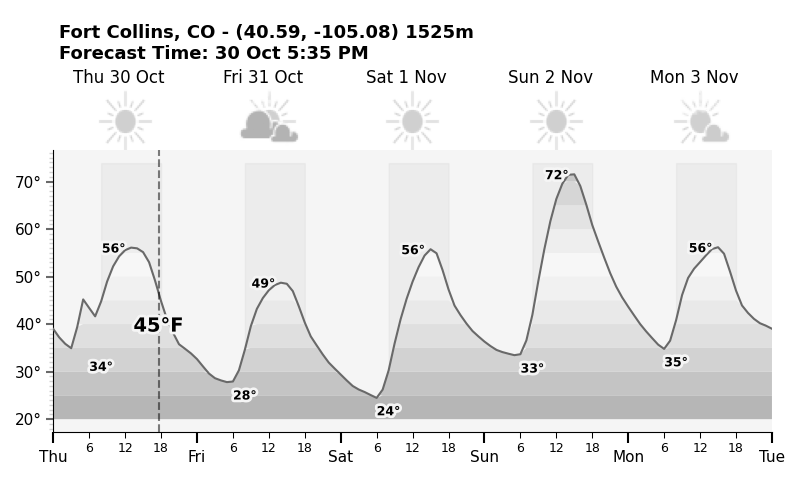 Fort Collins, CO - (40.59, -105.08) 1525m
Forecast Time: 30 Oct 5:35 PM
Thu 30 Oct Fri 31 Oct Sat 1 Nov Sun 2 Nov Mon 3 Nov
70°
60°
50°
40°
30°
20°
56° 49° 56° 72° 56°
45°F
34° 28° 24° 33° 35°
6 12 18 6 12 18 6 12 18 6 12 18 6 12 18
Thu Fri Sat Sun Mon Tue